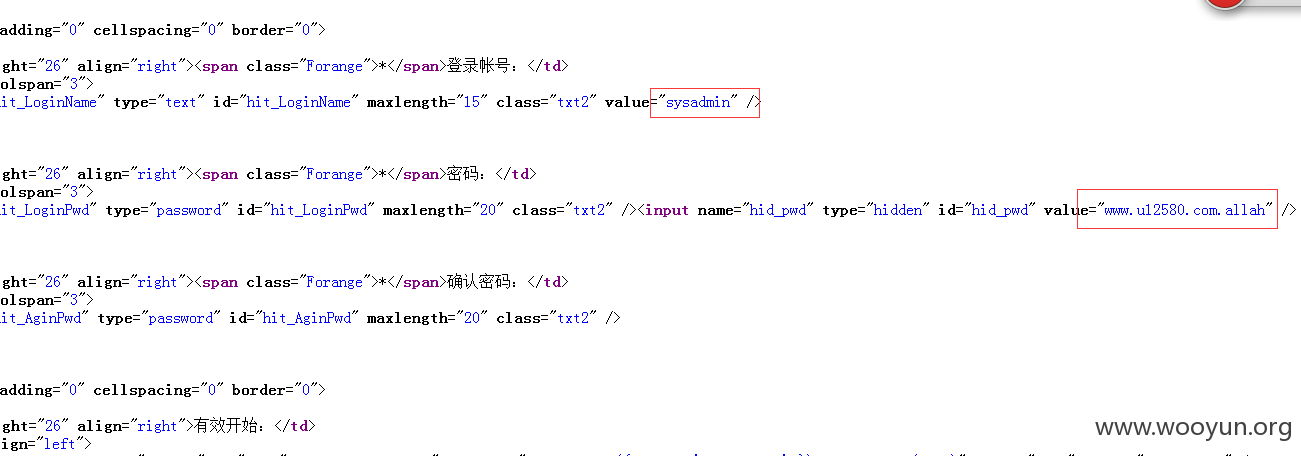 adding="0" cellspacing="0" border="0">
ght="26" align="right"><span class="Forange">*</span>登录帐号：</td>
olspan="3">
it_LoginName" type="text" id="hit_LoginName" maxlength="15" class="txt2" value="sysadmin" />
ght="26" align="right"><span class="Forange">*</span>密码：</td>
olspan="3">
it_LoginPwd" type="password" id="hit_LoginPwd" maxlength="20" class="txt2" /><input name="hid_pwd" type="hidden" id="hid_pwd" value="www.u12580.com.allah" />
ght="26" align="right"><span class="Forange">*</span>确认密码：</td>
olspan="3">
it_AginPwd" type="password" id="hit_AginPwd" maxlength="20" class="txt2" />
adding="0" cellspacing="0" border="0">
ght="26" align="right">有效开始：</td>
ign="left">
www.wooyun.org